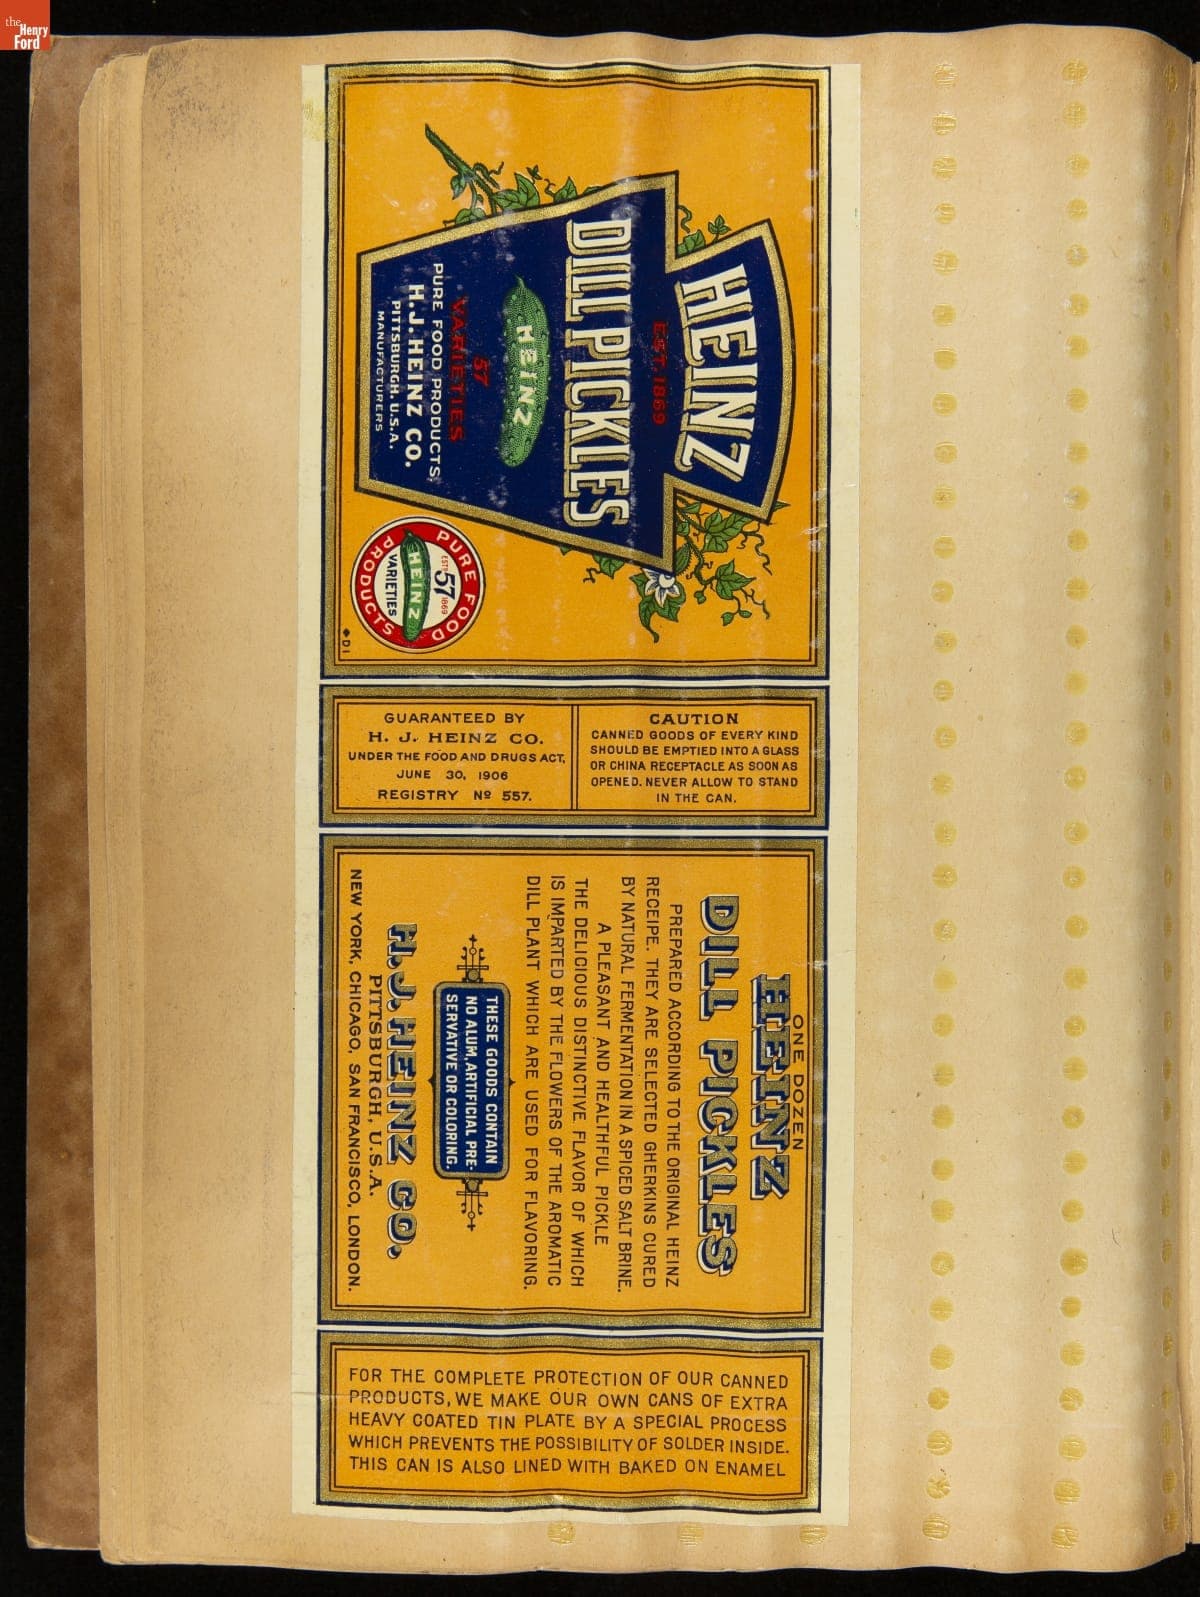 the
Henry
Ford
HEINZ
EST. 1869
DILL PICKLES
HEINZ
57
VARIETIES
PURE FOOD PRODUCTS,
H.J. HEINZ CO.
PITTSBURGH, U.S.A.
MANUFACTURERS
PURE FOOD
ESTD 57 1869
HEINZ
VARIETIES
PRODUCTS
◆D1
GUARANTEED BY
H. J. HEINZ CO.
UNDER THE FOOD AND DRUGS ACT,
JUNE 30, 1906
REGISTRY Nº 557.
CAUTION
CANNED GOODS OF EVERY KIND
SHOULD BE EMPTIED INTO A GLASS
OR CHINA RECEPTACLE AS SOON AS
OPENED. NEVER ALLOW TO STAND
IN THE CAN.
ONE DOZEN
HEINZ
DILL PICKLES
PREPARED ACCORDING TO THE ORIGINAL HEINZ
RECEIPE. THEY ARE SELECTED GHERKINS CURED
BY NATURAL FERMENTATION IN A SPICED SALT BRINE.
A PLEASANT AND HEALTHFUL PICKLE
THE DELICIOUS DISTINCTIVE FLAVOR OF WHICH
IS IMPARTED BY THE FLOWERS OF THE AROMATIC
DILL PLANT WHICH ARE USED FOR FLAVORING.
THESE GOODS CONTAIN
NO ALUM, ARTIFICIAL PRE-
SERVATIVE OR COLORING.
H. J. HEINZ CO.
PITTSBURGH, U.S.A.
NEW YORK, CHICAGO, SAN FRANCISCO, LONDON.
FOR THE COMPLETE PROTECTION OF OUR CANNED
PRODUCTS, WE MAKE OUR OWN CANS OF EXTRA
HEAVY COATED TIN PLATE BY A SPECIAL PROCESS
WHICH PREVENTS THE POSSIBILITY OF SOLDER INSIDE.
THIS CAN IS ALSO LINED WITH BAKED ON ENAMEL